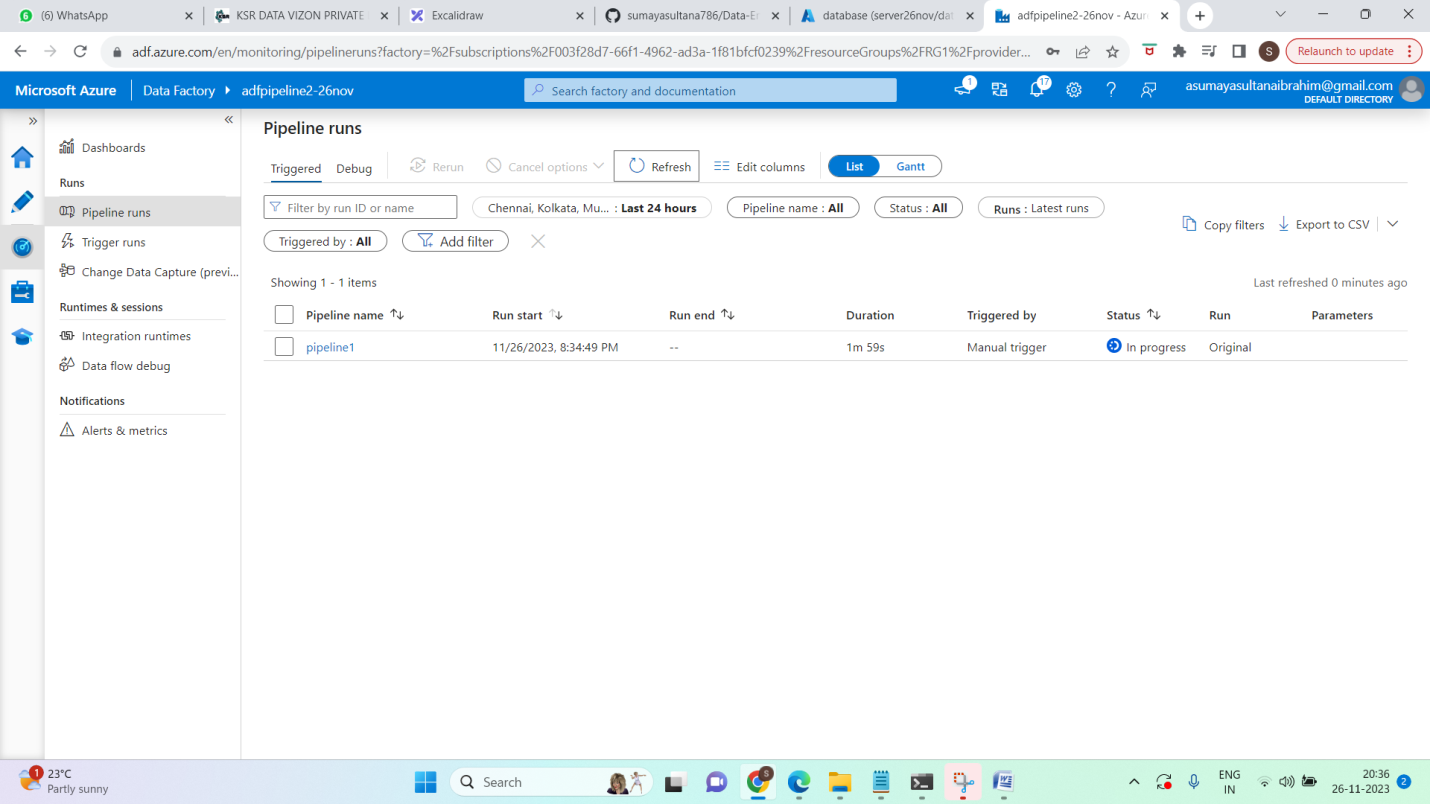 (6) WhatsApp
KSR DATA VIZON PRIVATE
Excalidraw
sumayasultana786/Data-En
database (server26nov/dat
adfpipeline2-26nov - Azur
adf.azure.com/en/monitoring/pipelineruns?factory=%2Fsubscriptions%2F003f28d7-66f1-4962-ad3a-1f81bfcf0239%2FresourceGroups%2FRG1%2Fprovider...
S
Relaunch to update
Microsoft Azure
Data Factory
adfpipeline2-26nov
Search factory and documentation
1
17
asumayasultanaibrahim@gmail.com
DEFAULT DIRECTORY
Dashboards
Runs
Pipeline runs
Trigger runs
Change Data Capture (previ...
Runtimes & sessions
Integration runtimes
Data flow debug
Notifications
Alerts & metrics
Pipeline runs
Triggered
Debug
Rerun
Cancel options
Refresh
Edit columns
List
Gantt
Filter by run ID or name
Chennai, Kolkata, Mu... : Last 24 hours
Pipeline name : All
Status : All
Runs : Latest runs
Triggered by : All
Add filter
Copy filters
Export to CSV
Showing 1 - 1 items
Last refreshed 0 minutes ago
Pipeline name Run start Run end Duration Triggered by Status Run Parameters
pipeline1 11/26/2023, 8:34:49 PM -- 1m 59s Manual trigger In progress Original
1
23°C
Partly sunny
Search
S
ENG
IN
20:36
26-11-2023
2